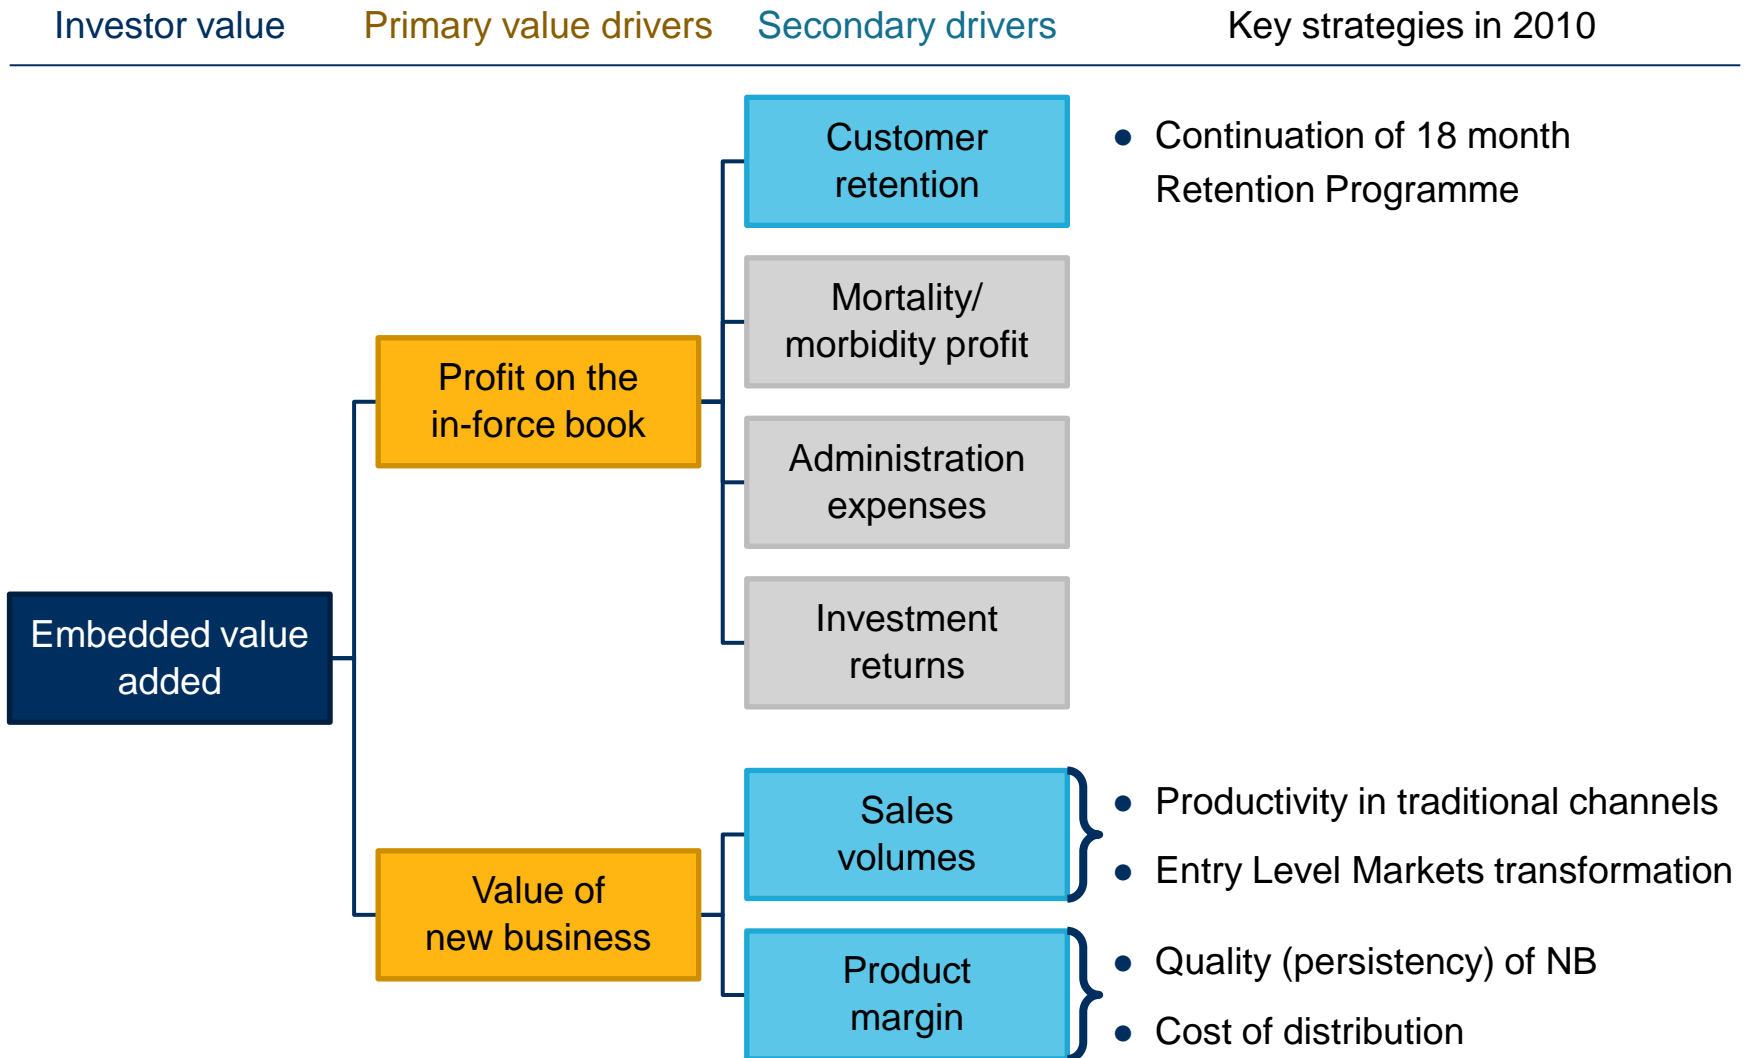 Investor value
Primary value drivers
Secondary drivers
Key strategies in 2010
Customer
retention
● Continuation of 18 month
Retention Programme
Mortality/
morbidity profit
Profit on the
in-force book
Administration
expenses
Embedded value
added
Investment
returns
Sales
volumes
● Productivity in traditional channels
● Entry Level Markets transformation
Value of
new business
Product
margin
● Quality (persistency) of NB
● Cost of distribution